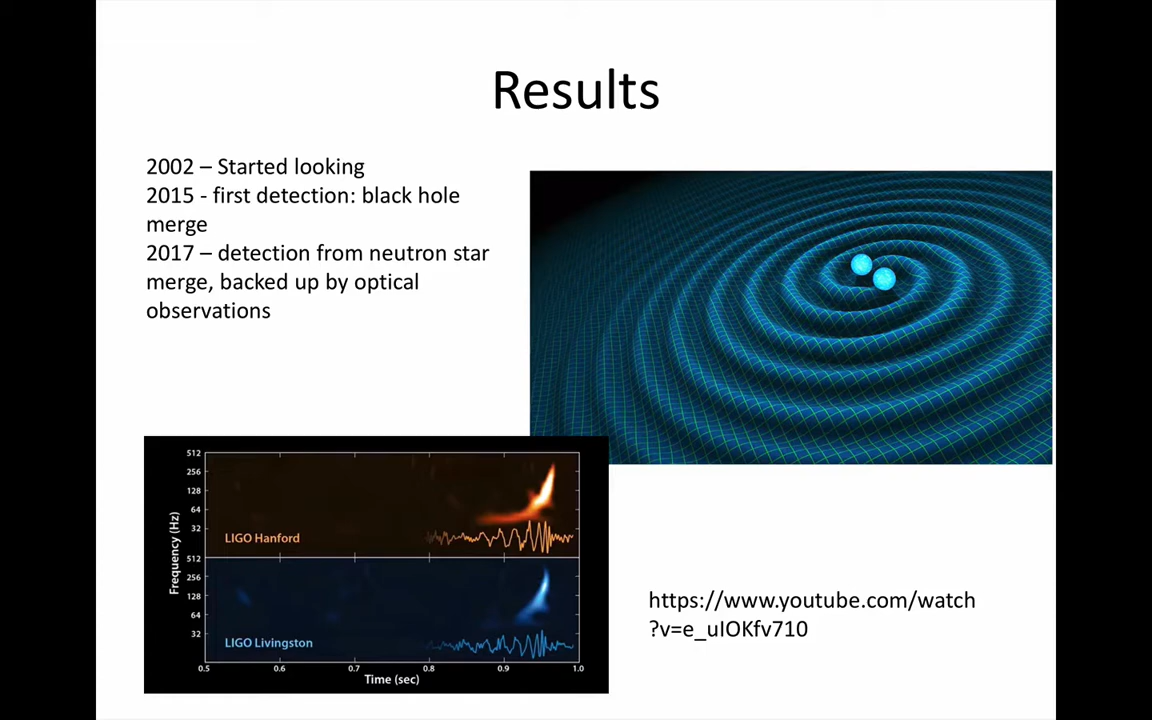 Results
2002 – Started looking
2015 - first detection: black hole
merge
2017 – detection from neutron star
merge, backed up by optical
observations
512
256
128
64
32
LIGO Hanford
512
256
128
64
32
LIGO Livingston
Frequency (Hz)
0.5 0.6 0.7 0.8 0.9 1.0
Time (sec)
https://www.youtube.com/watch
?v=e_uIOKfv710